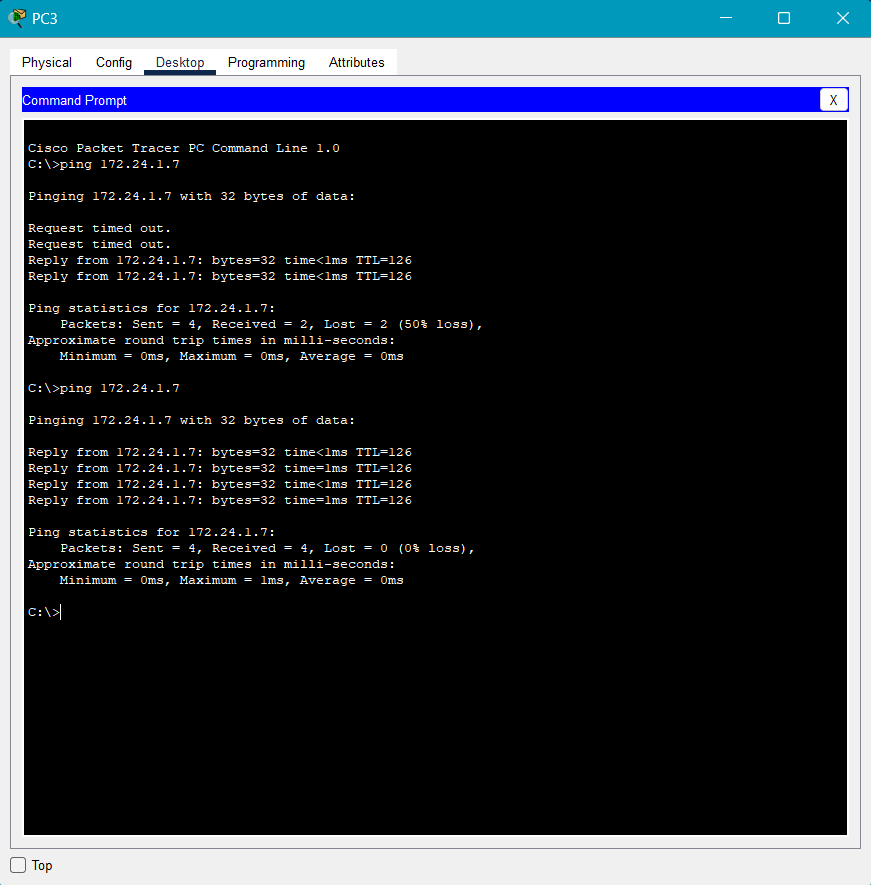 PC3
Physical Config Desktop Programming Attributes
Command Prompt
X
Cisco Packet Tracer PC Command Line 1.0
C:\>ping 172.24.1.7
Pinging 172.24.1.7 with 32 bytes of data:
Request timed out.
Request timed out.
Reply from 172.24.1.7: bytes=32 time<1ms TTL=126
Reply from 172.24.1.7: bytes=32 time<1ms TTL=126
Ping statistics for 172.24.1.7:
    Packets: Sent = 4, Received = 2, Lost = 2 (50% loss),
Approximate round trip times in milli-seconds:
    Minimum = 0ms, Maximum = 0ms, Average = 0ms
C:\>ping 172.24.1.7
Pinging 172.24.1.7 with 32 bytes of data:
Reply from 172.24.1.7: bytes=32 time<1ms TTL=126
Reply from 172.24.1.7: bytes=32 time=1ms TTL=126
Reply from 172.24.1.7: bytes=32 time<1ms TTL=126
Reply from 172.24.1.7: bytes=32 time=1ms TTL=126
Ping statistics for 172.24.1.7:
    Packets: Sent = 4, Received = 4, Lost = 0 (0% loss),
Approximate round trip times in milli-seconds:
    Minimum = 0ms, Maximum = 1ms, Average = 0ms
C:\>
Top